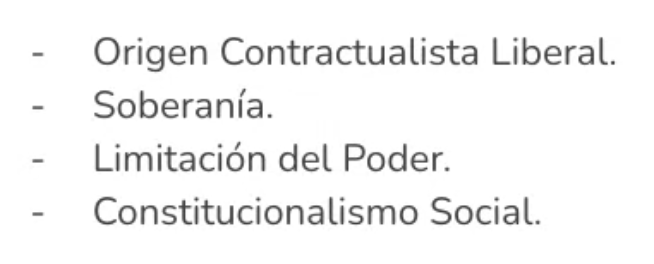 - Origen Contractualista Liberal.
- Soberanía.
- Limitación del Poder.
- Constitucionalismo Social.